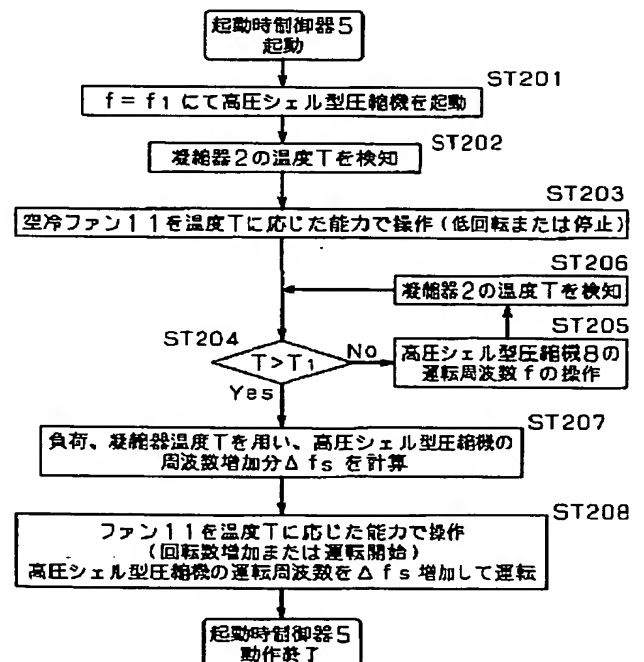 起動時制御器5
起動
ST201
f=f1にて高圧シェル型圧縮機を起動
ST202
凝縮器2の温度Tを検知
ST203
空冷ファン11を温度Tに応じた能力で操作(低回転または停止)
ST206
凝縮器2の温度Tを検知
ST204
T>T1
No
ST205
高圧シェル型圧縮機8の
運転周波数fの操作
Yes
ST207
負荷、凝縮器温度Tを用い、高圧シェル型圧縮機の
周波数増加分Δfsを計算
ST208
ファン11を温度Tに応じた能力で操作
(回転数増加または運転開始)
高圧シェル型圧縮機の運転周波数をΔfs増加して運転
起動時制御器5
動作終了